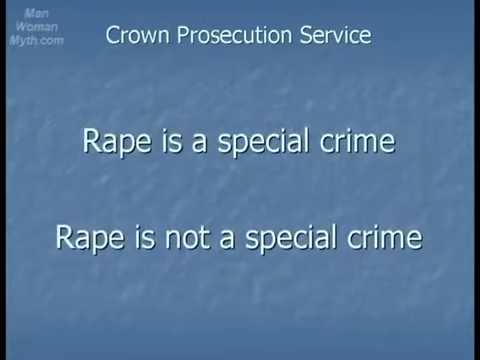 Man
Woman
Myth.com
Crown Prosecution Service
Rape is a special crime
Rape is not a special crime